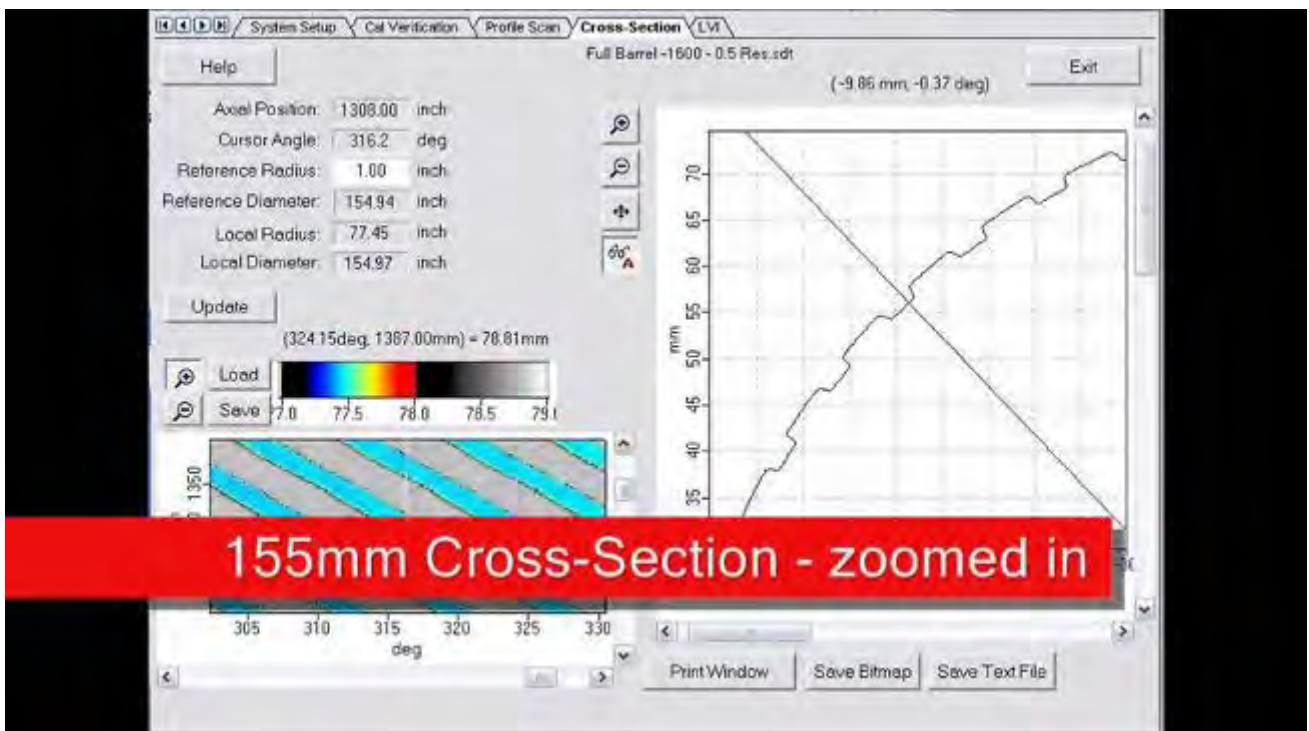 System Setup Cal Verification Profile Scan Cross-Section LVI
Full Barrel -1600 - 0.5 Res.sdt
Help
Exit
(-9.86 mm, -0.37 deg)
Axial Position: 1308.00 inch
Cursor Angle: 316.2 deg
Reference Radius: 1.00 inch
Reference Diameter: 154.94 inch
Local Radius: 77.45 inch
Local Diameter: 154.97 inch
Update
(324.15deg, 1387.00mm) = 78.81mm
Load
Save
77.0 77.5 78.0 78.5 79.
1350
305 310 315 320 325 330
deg
70
65
60
55
50
45
40
35
mm
A
155mm Cross-Section - zoomed in
Print Window Save Bitmap Save Text File